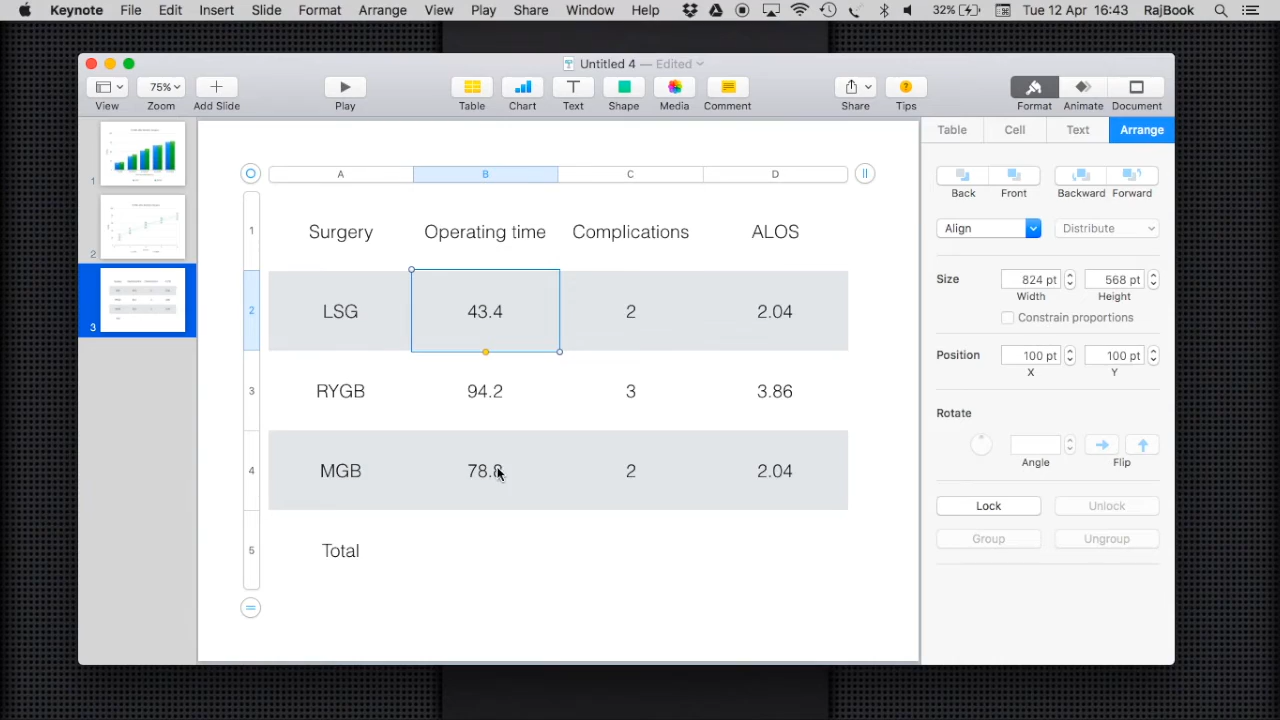 Keynote File Edit Insert Slide Format Arrange View Play Share Window Help 32% Tue 12 Apr 16:43 RajBook
Untitled 4 — Edited
75%
View Zoom Add Slide Play Table Chart Text Shape Media Comment Share Tips Format Animate Document
Table Cell Text Arrange
1
2
3
A B C D
1 Surgery Operating time Complications ALOS
2 LSG 43.4 2 2.04
3 RYGB 94.2 3 3.86
4 MGB 78.8 2 2.04
5 Total
Back Front Backward Forward
Align Distribute
Size 824 pt 568 pt
Width Height
Constrain proportions
Position 100 pt 100 pt
X Y
Rotate
Angle Flip
Lock Unlock
Group Ungroup